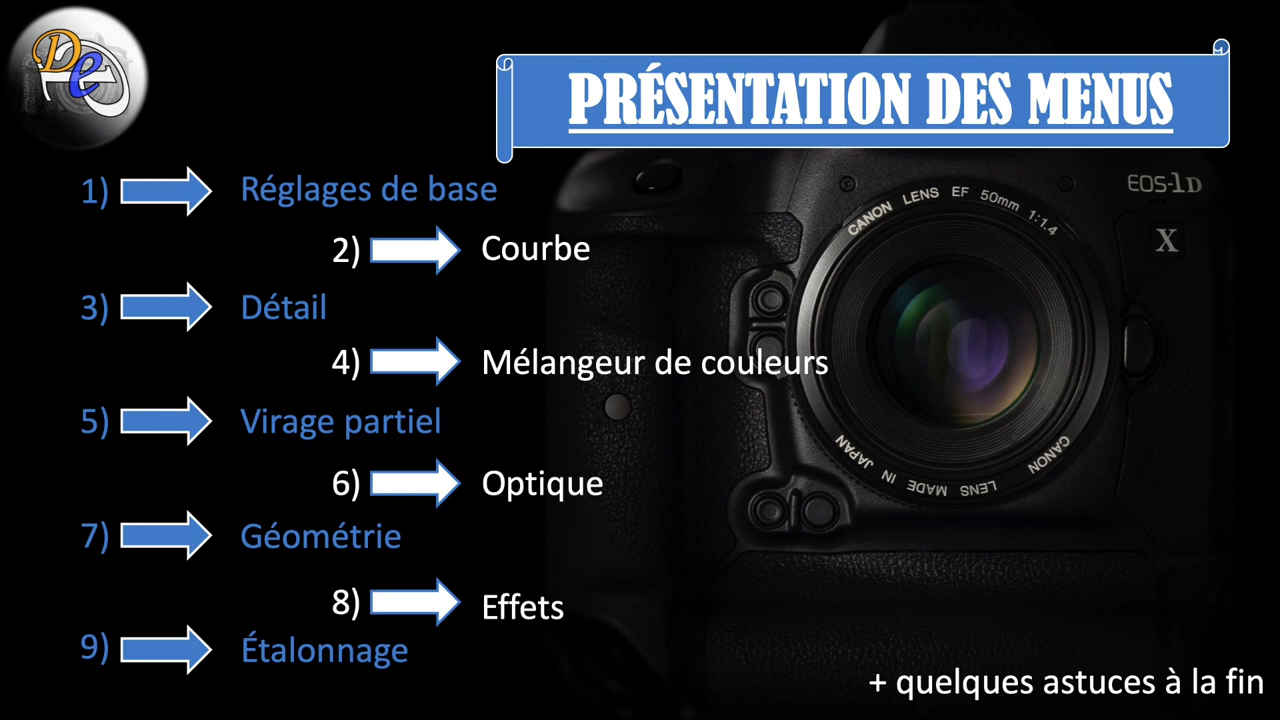 De
PRÉSENTATION DES MENUS
1) Réglages de base
2) Courbe
3) Détail
4) Mélangeur de couleurs
5) Virage partiel
6) Optique
7) Géométrie
8) Effets
9) Étalonnage
+ quelques astuces à la fin
EOS-1D
X
CANON LENS EF 50mm 1:1.4
CANON LENS MADE IN JAPAN